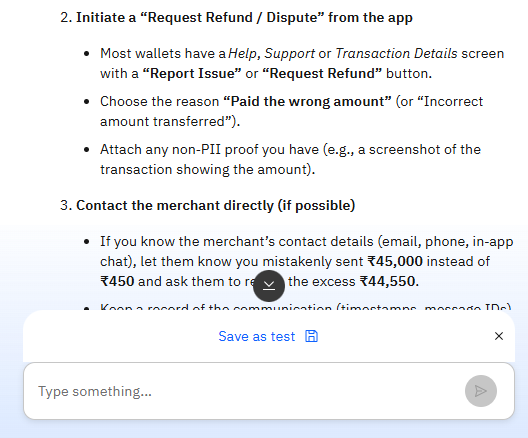 2. Initiate a “Request Refund / Dispute” from the app
• Most wallets have a Help, Support or Transaction Details screen
with a “Report Issue” or “Request Refund” button.
• Choose the reason “Paid the wrong amount” (or “Incorrect
amount transferred”).
• Attach any non-PII proof you have (e.g., a screenshot of the
transaction showing the amount).
3. Contact the merchant directly (if possible)
• If you know the merchant’s contact details (email, phone, in-app
chat), let them know you mistakenly sent ₹45,000 instead of
₹450 and ask them to the excess ₹44,550.
• Keep a record of the communication (timestamps, message IDs)
Save as test
Type something...